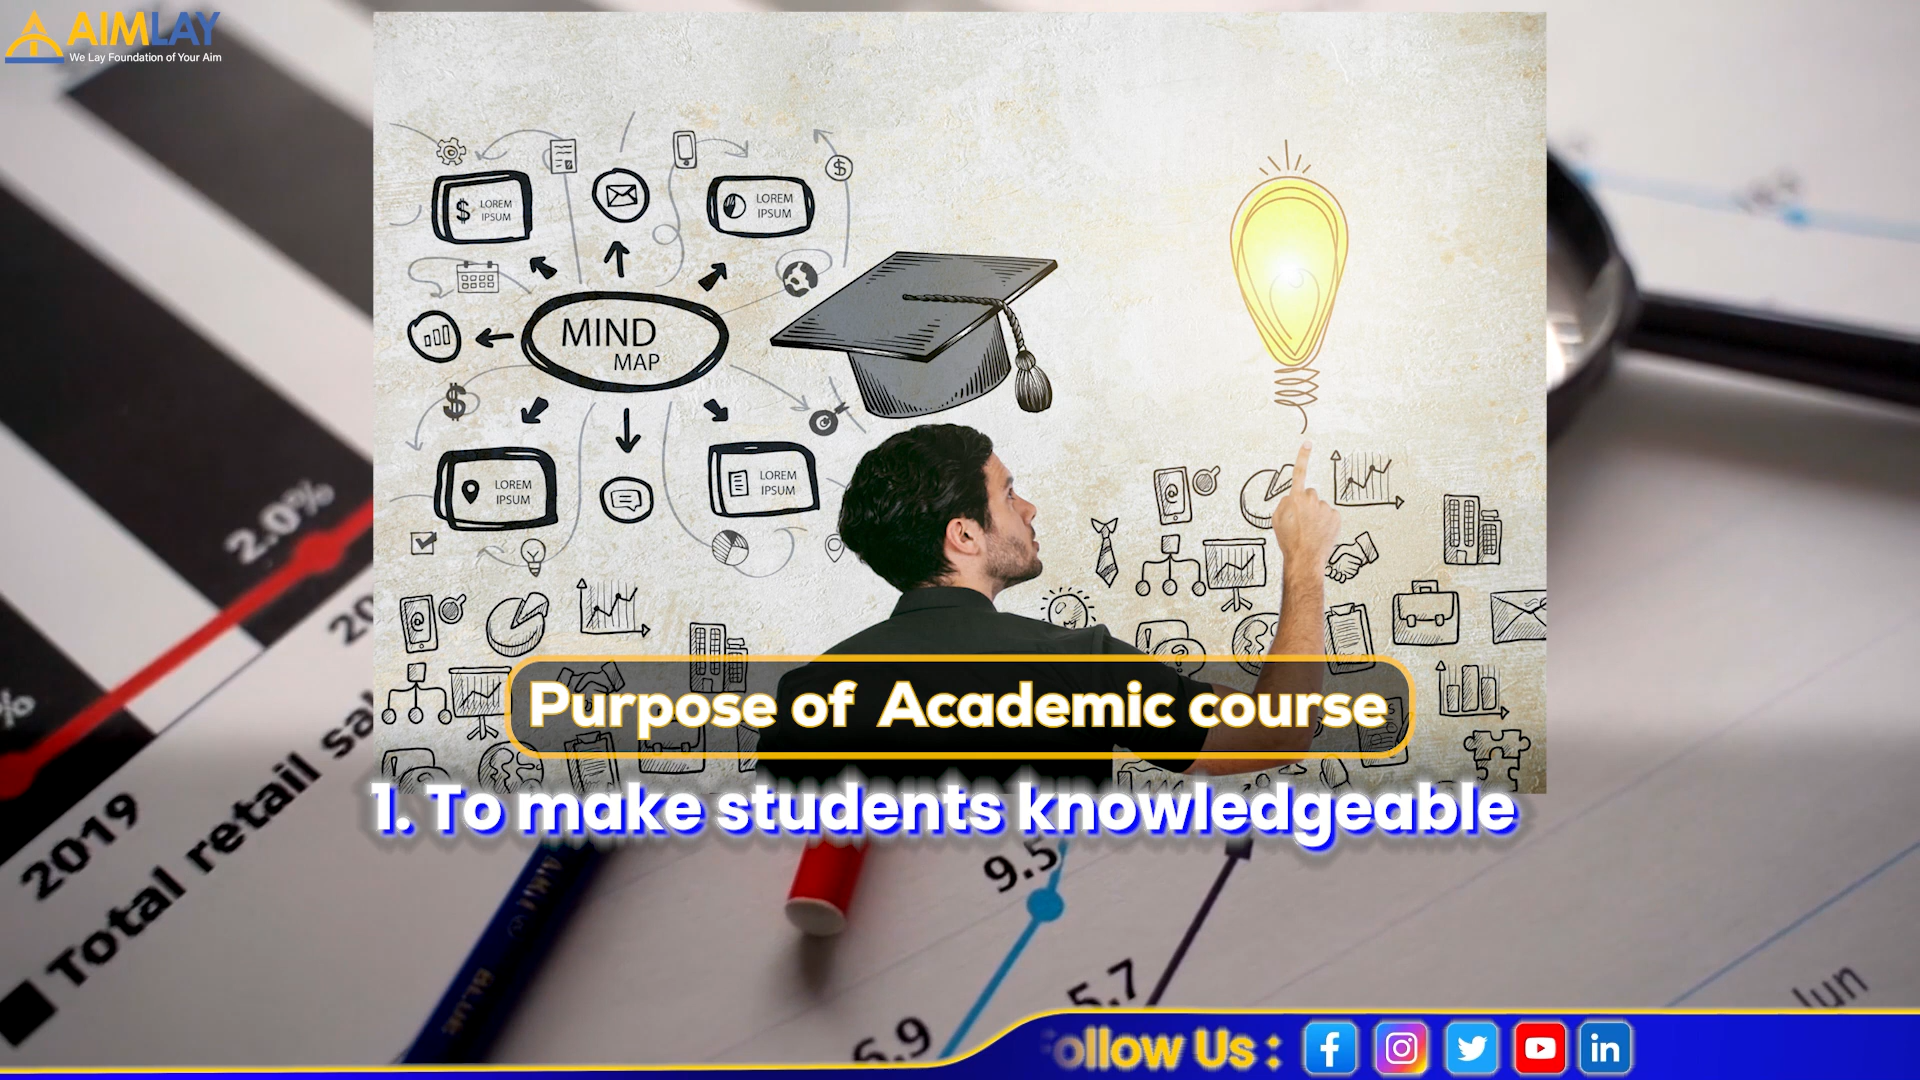 AIMLAY
We Lay Foundation of Your Aim
LOREM
IPSUM
LOREM
IPSUM
MIND
MAP
LOREM
IPSUM
LOREM
IPSUM
2.0%
%
Purpose of Academic course
1. To make students knowledgeable
2019
Total retail
9.5
5.7
6.9
Jun
ollow Us :